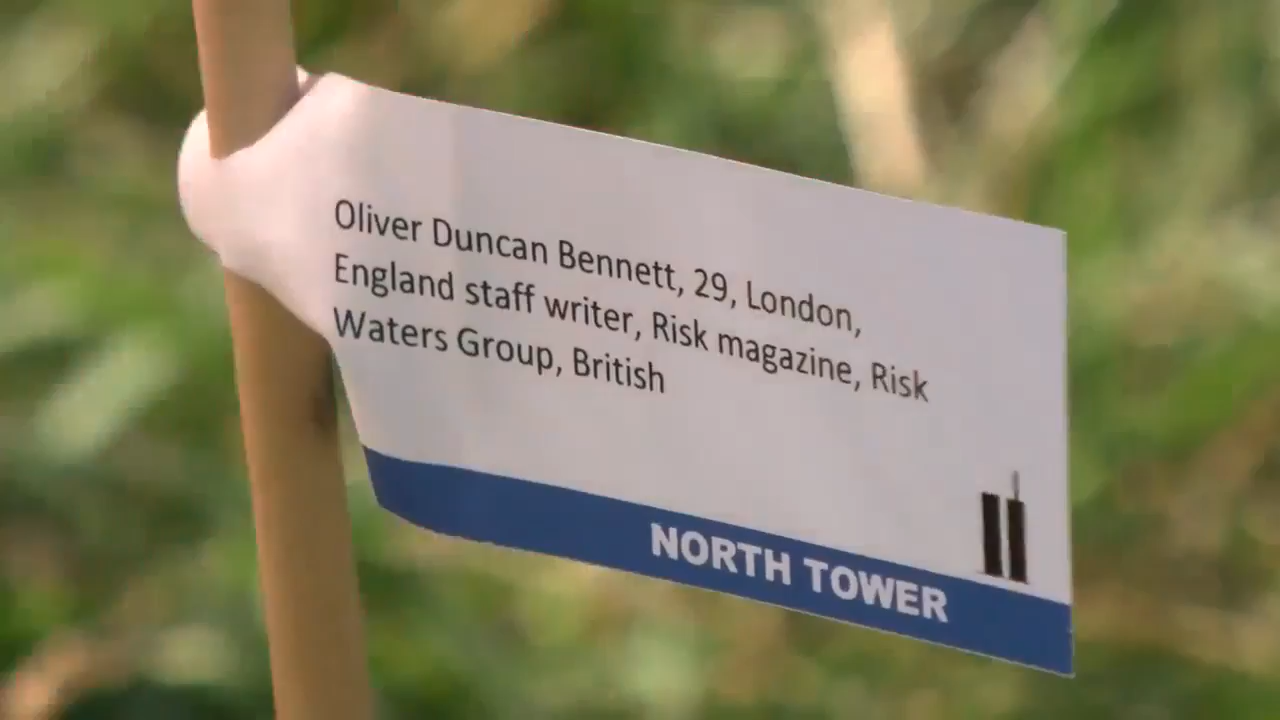 Oliver Duncan Bennett, 29, London,
England staff writer, Risk magazine, Risk
Waters Group, British
NORTH TOWER